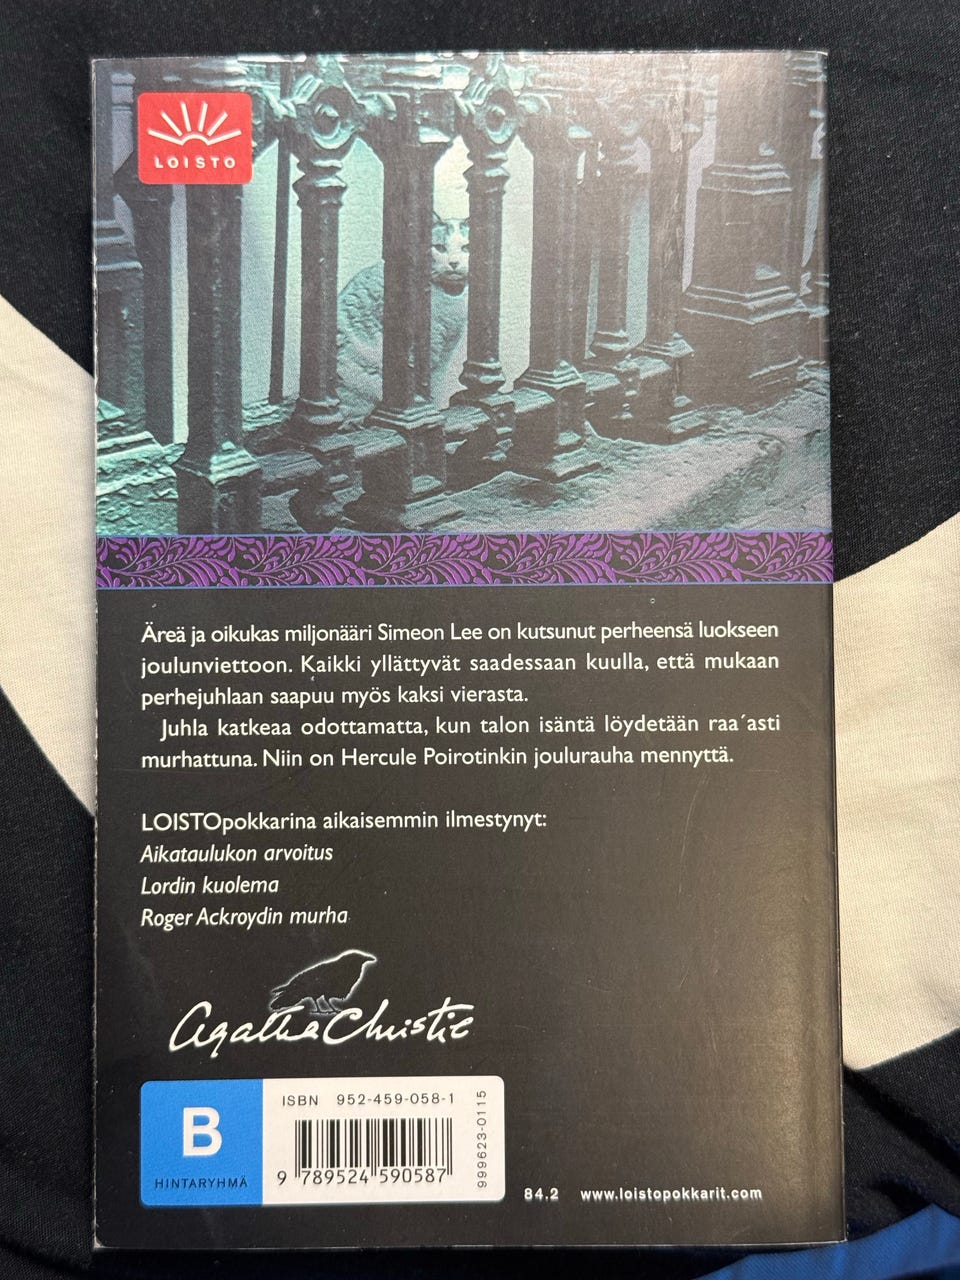 LOISTO
Äreä ja oikukas miljonääri Simeon Lee on kutsunut perheensä luokseen
joulunviettoon. Kaikki yllättyvät saadessaan kuulla, että mukaan
perhejuhlaan saapuu myös kaksi vierasta.
Juhla katkeaa odottamatta, kun talon isäntä löydetään raa´asti
murhattuna. Niin on Hercule Poirotinkin joulurauha mennyttä.
LOISTOpokkarina aikaisemmin ilmestynyt:
Aikataulukon arvoitus
Lordin kuolema
Roger Ackroydin murha
Agatha Christie
B
HINTARYHMÄ
ISBN 952-459-058-1
9 789524 590587
999623-0115
84.2 www.loistopokkarit.com